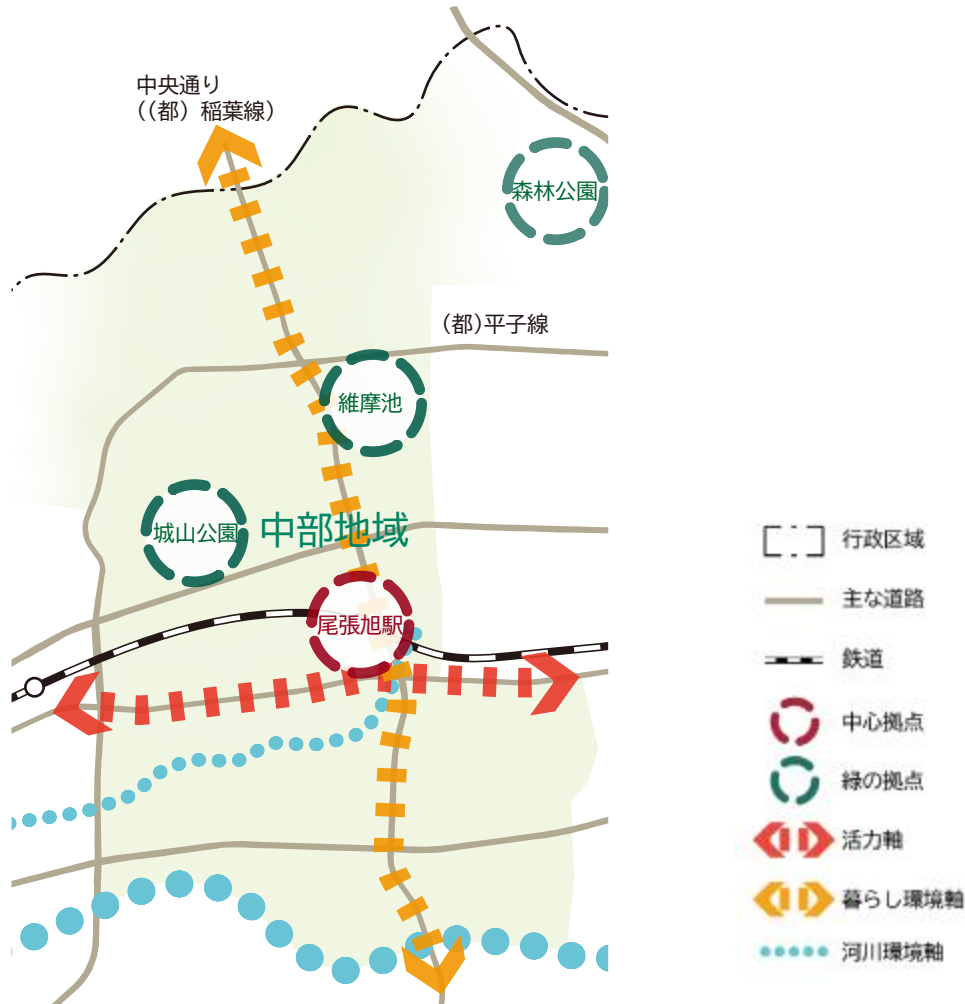 中央通り
((都) 稲葉線)
森林公園
(都)平子線
維摩池
城山公園
中部地域
尾張旭駅
行政区域
主な道路
鉄道
中心拠点
緑の拠点
活力軸
暮らし環境軸
河川環境軸